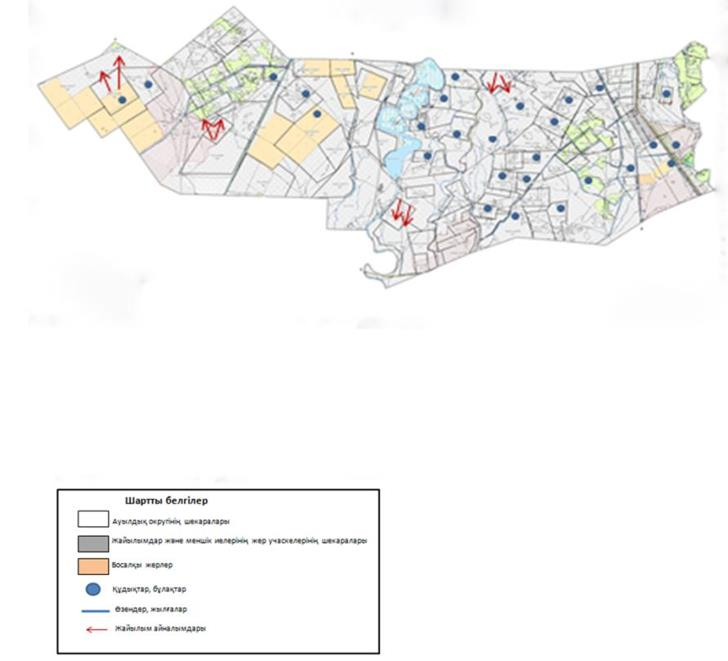 Шартты белгілер
Ауылдық округінің шекаралары
Жайылымдар және меншік иелерінің жер учаскелерінің шекаралары
Босалқы жерлер
Құдықтар, бұлақтар
Өзендер, жылғалар
Жайылым айналымдары